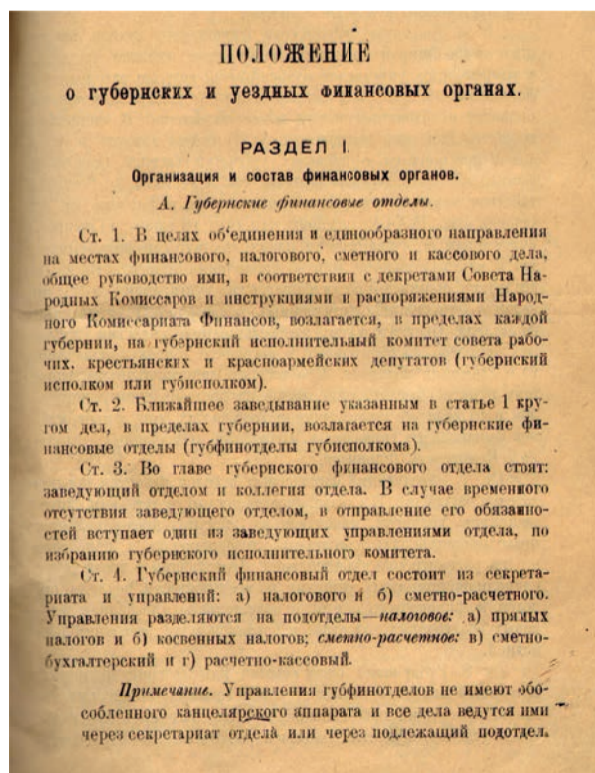 ПОЛОЖЕНИЕ
о губернских и уездных финансовых органах.
РАЗДЕЛ I
Организация и состав финансовых органов.
А. Губернские финансовые отделы.
Ст. 1. В целях об'единения и единообразного направления
на местах финансового, налогового, сметного и кассового дела,
общее руководство ими, в соответствии с декретами Совета На-
родных Комиссаров и инструкциями и распоряжениями Народ-
ного Комиссариата Финансов, возлагается, в пределах каждой
губернии, на губернский исполнительный комитет совета рабо-
чих, крестьянских и красноармейских депутатов (губернский
исполком или губисполком).
Ст. 2. Ближайшее заведывание указанным в статье 1 кру-
гом дел, в пределах губернии, возлагается на губернские фи-
нансовые отделы (губфинотделы губисполкома).
Ст. 3. Во главе губернского финансового отдела стоят:
заведующий отделом и коллегия отдела. В случае временного
отсутствия заведующего отделом, в отправление его обязанно-
стей вступает один из заведующих управлениями отдела, по
избранию губернского исполнительного комитета.
Ст. 4. Губернский финансовый отдел состоит из секрета-
риата и управлений: а) налогового и б) сметно-расчетного.
Управления разделяются на подотделы—налоговое: а) прямых
налогов и б) косвенных налогов; сметно-расчетное: в) сметно-
бухгалтерский и г) расчетно-кассовый.
Примечание. Управления губфинотделов не имеют обо-
собленного канцелярского аппарата и все дела ведутся ими
через секретариат отдела или через подлежащий подотдел.